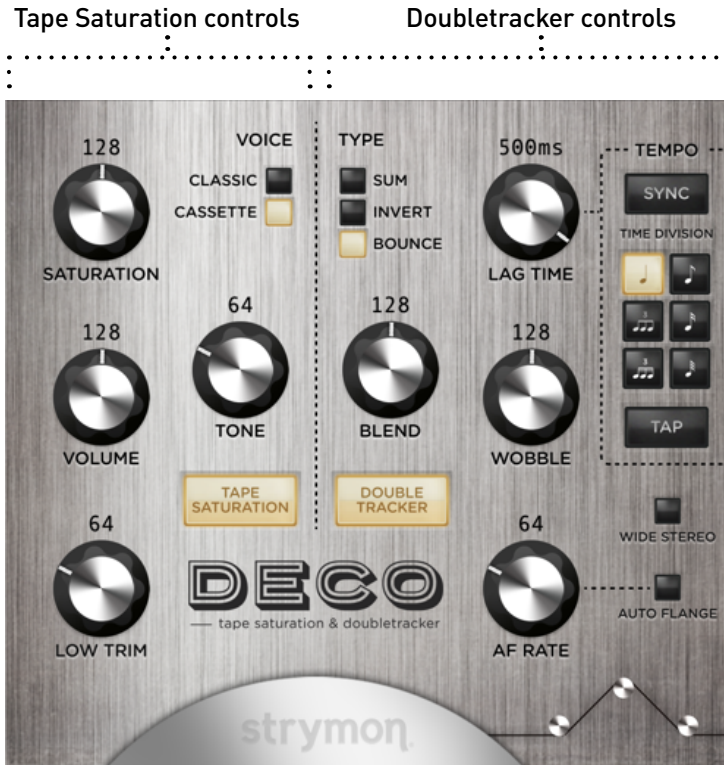 Tape Saturation controls
Doubletracker controls
128
VOICE
CLASSIC
CASSETTE
SATURATION
128
VOLUME
64
TONE
TAPE
SATURATION
64
LOW TRIM
TYPE
SUM
INVERT
BOUNCE
128
BLEND
DOUBLE
TRACKER
500ms
LAG TIME
128
WOBBLE
64
AF RATE
TEMPO
SYNC
TIME DIVISION
3
3
TAP
WIDE STEREO
AUTO FLANGE
DECO
tape saturation & doubletracker
strymon